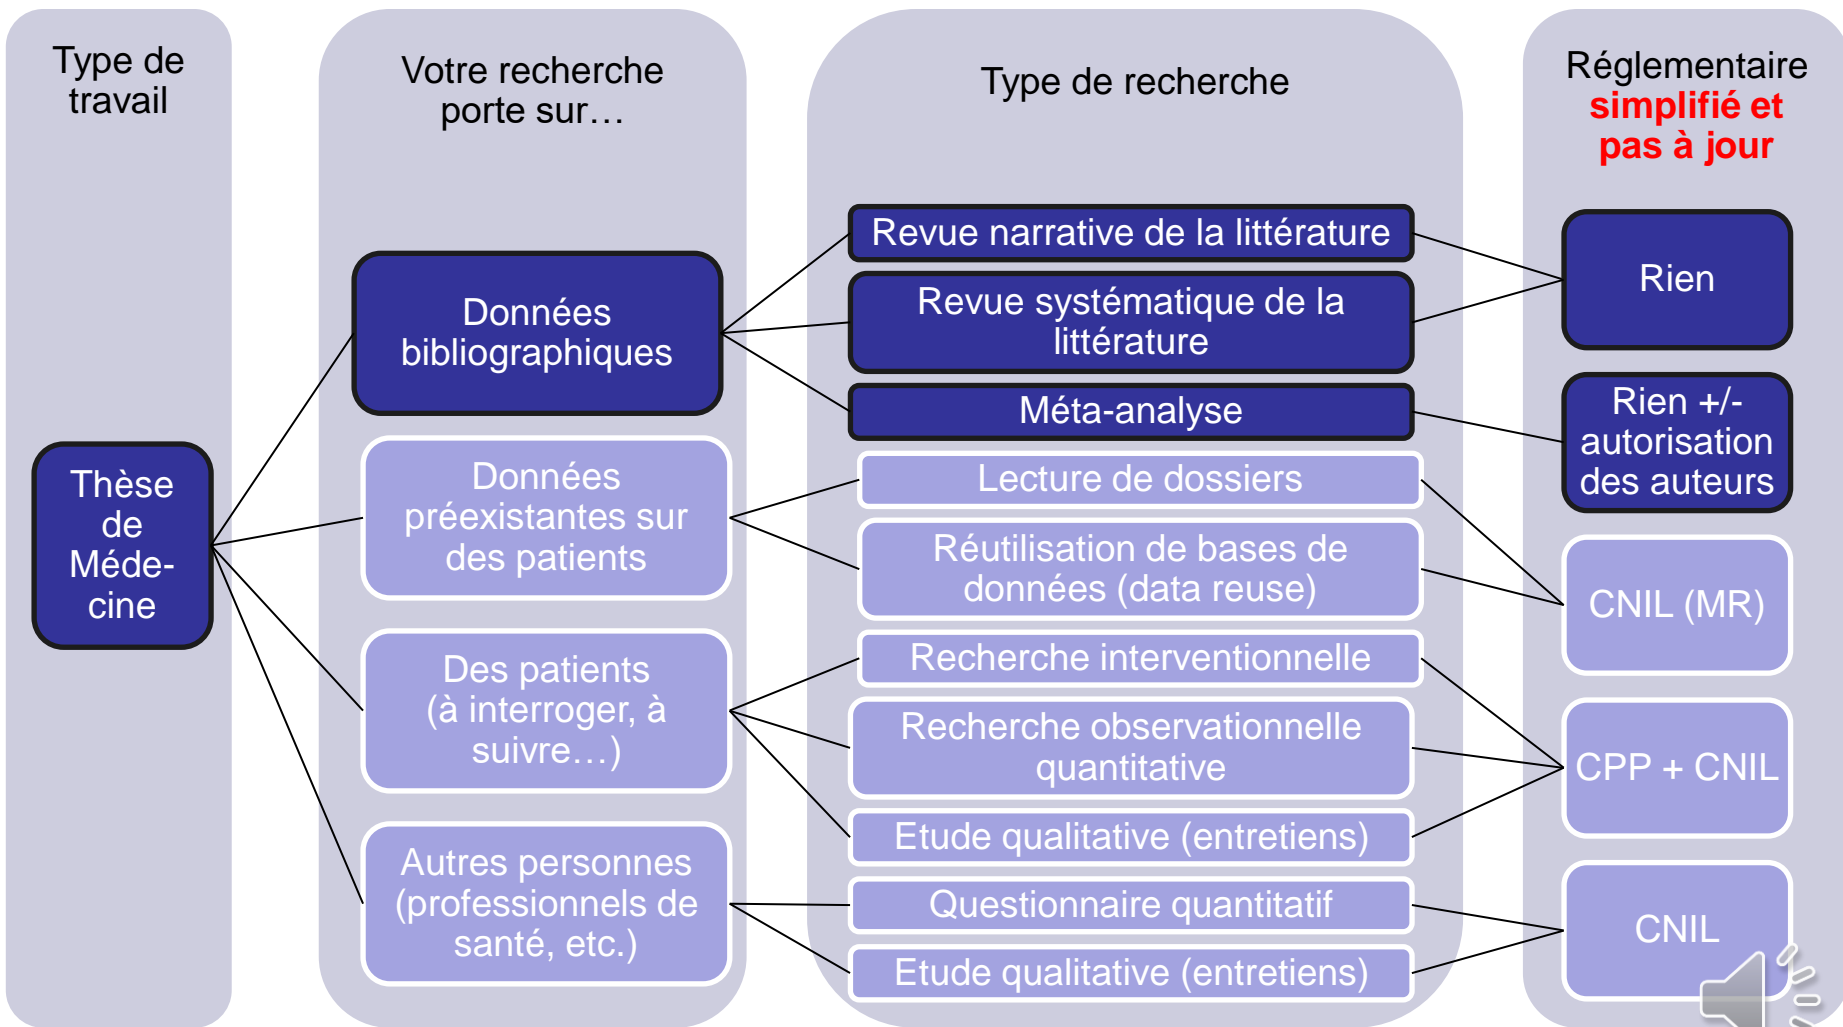 Type de
travail
Votre recherche
porte sur…
Type de recherche
Réglementaire
simplifié et
pas à jour
Thèse
de
Méde-
cine
Données
bibliographiques
Données
préexistantes sur
des patients
Des patients
(à interroger, à
suivre…)
Autres personnes
(professionnels de
santé, etc.)
Revue narrative de la littérature
Revue systématique de la
littérature
Méta-analyse
Lecture de dossiers
Réutilisation de bases de
données (data reuse)
Recherche interventionnelle
Recherche observationnelle
quantitative
Etude qualitative (entretiens)
Questionnaire quantitatif
Etude qualitative (entretiens)
Rien
Rien +/-
autorisation
des auteurs
CNIL (MR)
CPP + CNIL
CNIL